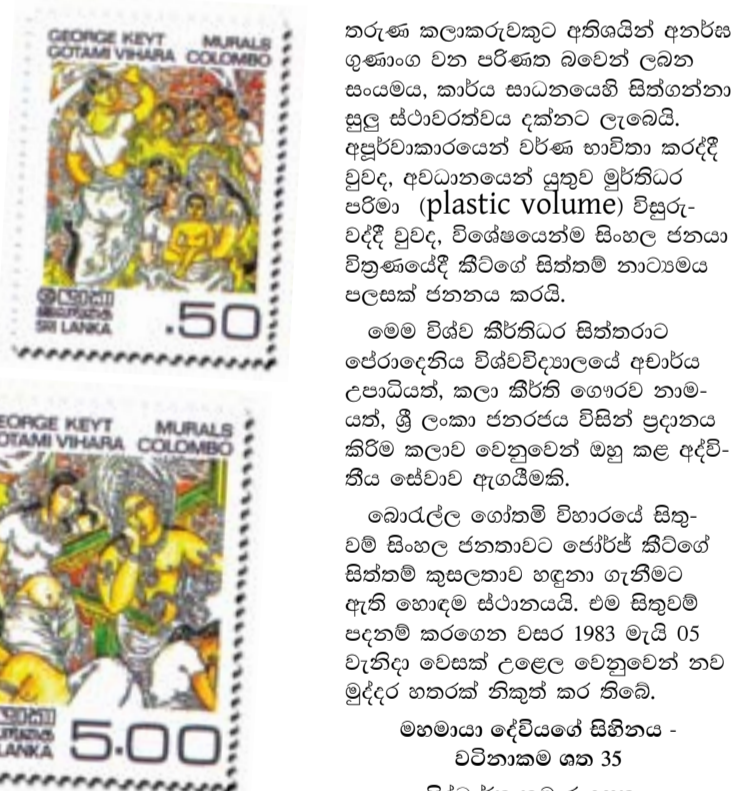 GEORGE KEYT MURALS
GOTAMI VIHARA COLOMBO
ශ්‍රී ලංකා
இலங்கை
SRI LANKA
.50
EORGE KEYT MURALS
OTAMI VIHARA COLOMBO
LANKA
5.00
තරුණ කලාකරුවකුට අතිශයින් අනර්ඝ
ගුණාංග වන පරිණත බවෙන් ලබන
සංයමය, කාර්ය සාධනයෙහි සිත්ගන්නා
සුලු ස්ථාවරත්වය දක්නට ලැබෙයි.
අපූර්වාකාරයෙන් වර්ණ භාවිතා කරද්දී
වුවද, අවධානයෙන් යුතුව මුර්තිධර
පරිමා (plastic volume) විසුරු-
වද්දී වුවද, විශේෂයෙන්ම සිංහල ජනයා
චිත්‍රණයේදී කීට්ගේ සිත්තම් නාට්‍යමය
පලසක් ජනනය කරයි.
මෙම විශ්ව කීර්තිධර සිත්තරාට
පේරාදෙනිය විශ්වවිද්‍යාලයේ අචාර්ය
උපාධියත්, කලා කීර්ති ගෞරව නාම-
යත්, ශ්‍රී ලංකා ජනරජය විසින් ප්‍රදානය
කිරිම කලාව වෙනුවෙන් ඔහු කළ අද්වි-
තීය සේවාව ඇගයීමකි.
බොරැල්ල ගෝතමි විහාරයේ සිතු-
වම් සිංහල ජනතාවට ජෝර්ජ් කීට්ගේ
සිත්තම් කුසලතාව හඳුනා ගැනීමට
ඇති හොඳම ස්ථානයයි. එම සිතුවම්
පදනම් කරගෙන වසර 1983 මැයි 05
වැනිදා වෙසක් උළෙල වෙනුවෙන් නව
මුද්දර හතරක් නිකුත් කර තිබේ.
මහමායා දේවියගේ සිහිනය -
වටිනාකම ශත 35